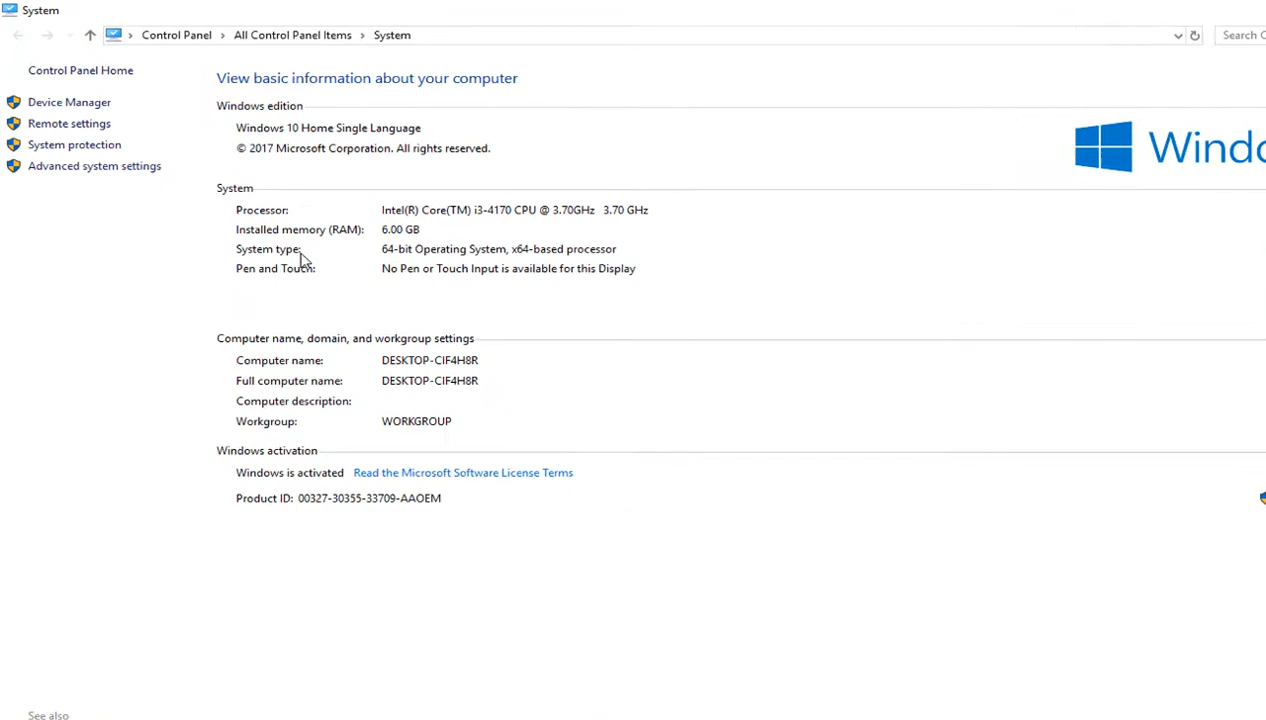 System
Control Panel > All Control Panel Items > System
Search C
Control Panel Home
Device Manager
Remote settings
System protection
Advanced system settings
View basic information about your computer
Windows edition
Windows 10 Home Single Language
© 2017 Microsoft Corporation. All rights reserved.
Windo
System
Processor: Intel(R) Core(TM) i3-4170 CPU @ 3.70GHz 3.70 GHz
Installed memory (RAM): 6.00 GB
System type: 64-bit Operating System, x64-based processor
Pen and Touch: No Pen or Touch Input is available for this Display
Computer name, domain, and workgroup settings
Computer name: DESKTOP-CIF4H8R
Full computer name: DESKTOP-CIF4H8R
Computer description:
Workgroup: WORKGROUP
Windows activation
Windows is activated Read the Microsoft Software License Terms
Product ID: 00327-30355-33709-AAOEM
See also